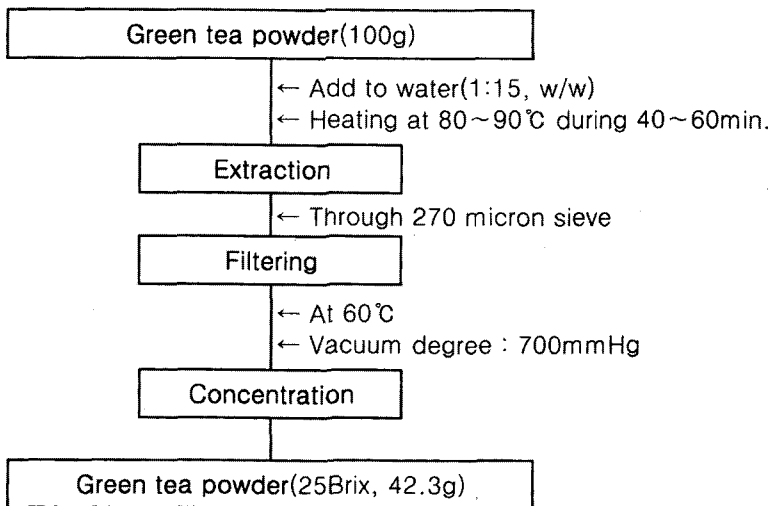 Green tea powder(100g)
← Add to water(1:15, w/w)
← Heating at 80~90℃ during 40~60min.
Extraction
← Through 270 micron sieve
Filtering
← At 60℃
← Vacuum degree : 700mmHg
Concentration
Green tea powder(25Brix, 42.3g)